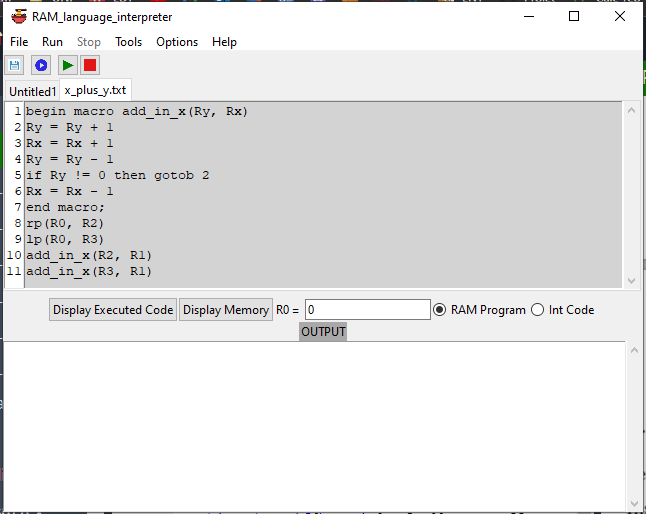 RAM_language_interpreter
File Run Stop Tools Options Help
Untitled1 x_plus_y.txt
1 begin macro add_in_x(Ry, Rx)
2 Ry = Ry + 1
3 Rx = Rx + 1
4 Ry = Ry - 1
5 if Ry != 0 then gotob 2
6 Rx = Rx - 1
7 end macro;
8 rp(R0, R2)
9 lp(R0, R3)
10 add_in_x(R2, R1)
11 add_in_x(R3, R1)
Display Executed Code Display Memory R0 = 0 RAM Program Int Code
OUTPUT